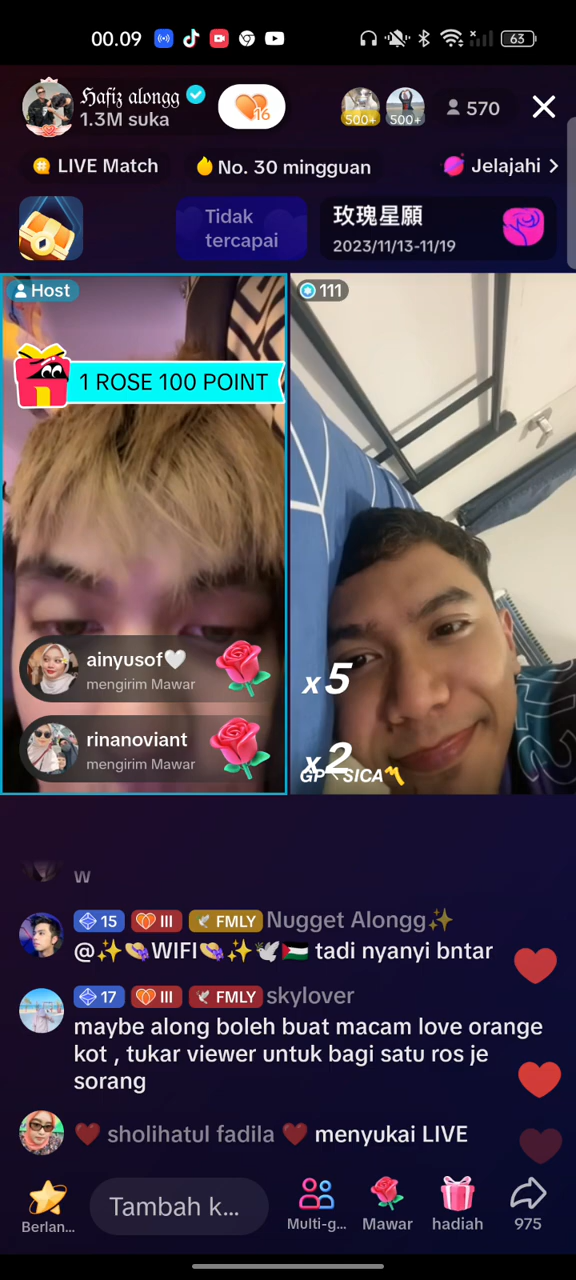 00.09
63
Hafiz alongg
1.3M suka
16
500+
500+
570
LIVE Match
No. 30 mingguan
Jelajahi >
Tidak
tercapai
玫瑰星願
2023/11/13-11/19
Host
111
1 ROSE 100 POINT
ainyusof🤍
mengirim Mawar
x5
rinanoviant
mengirim Mawar
x2
w
15 III FMLY Nugget Alongg✨
@✨👒WIFI👒✨🕊🇵🇸 tadi nyanyi bntar
17 III FMLY skylover
maybe along boleh buat macam love orange
kot , tukar viewer untuk bagi satu ros je
sorang
❤ sholihatul fadila ❤ menyukai LIVE
Berlan...
Tambah k...
Multi-g...
Mawar
hadiah
975